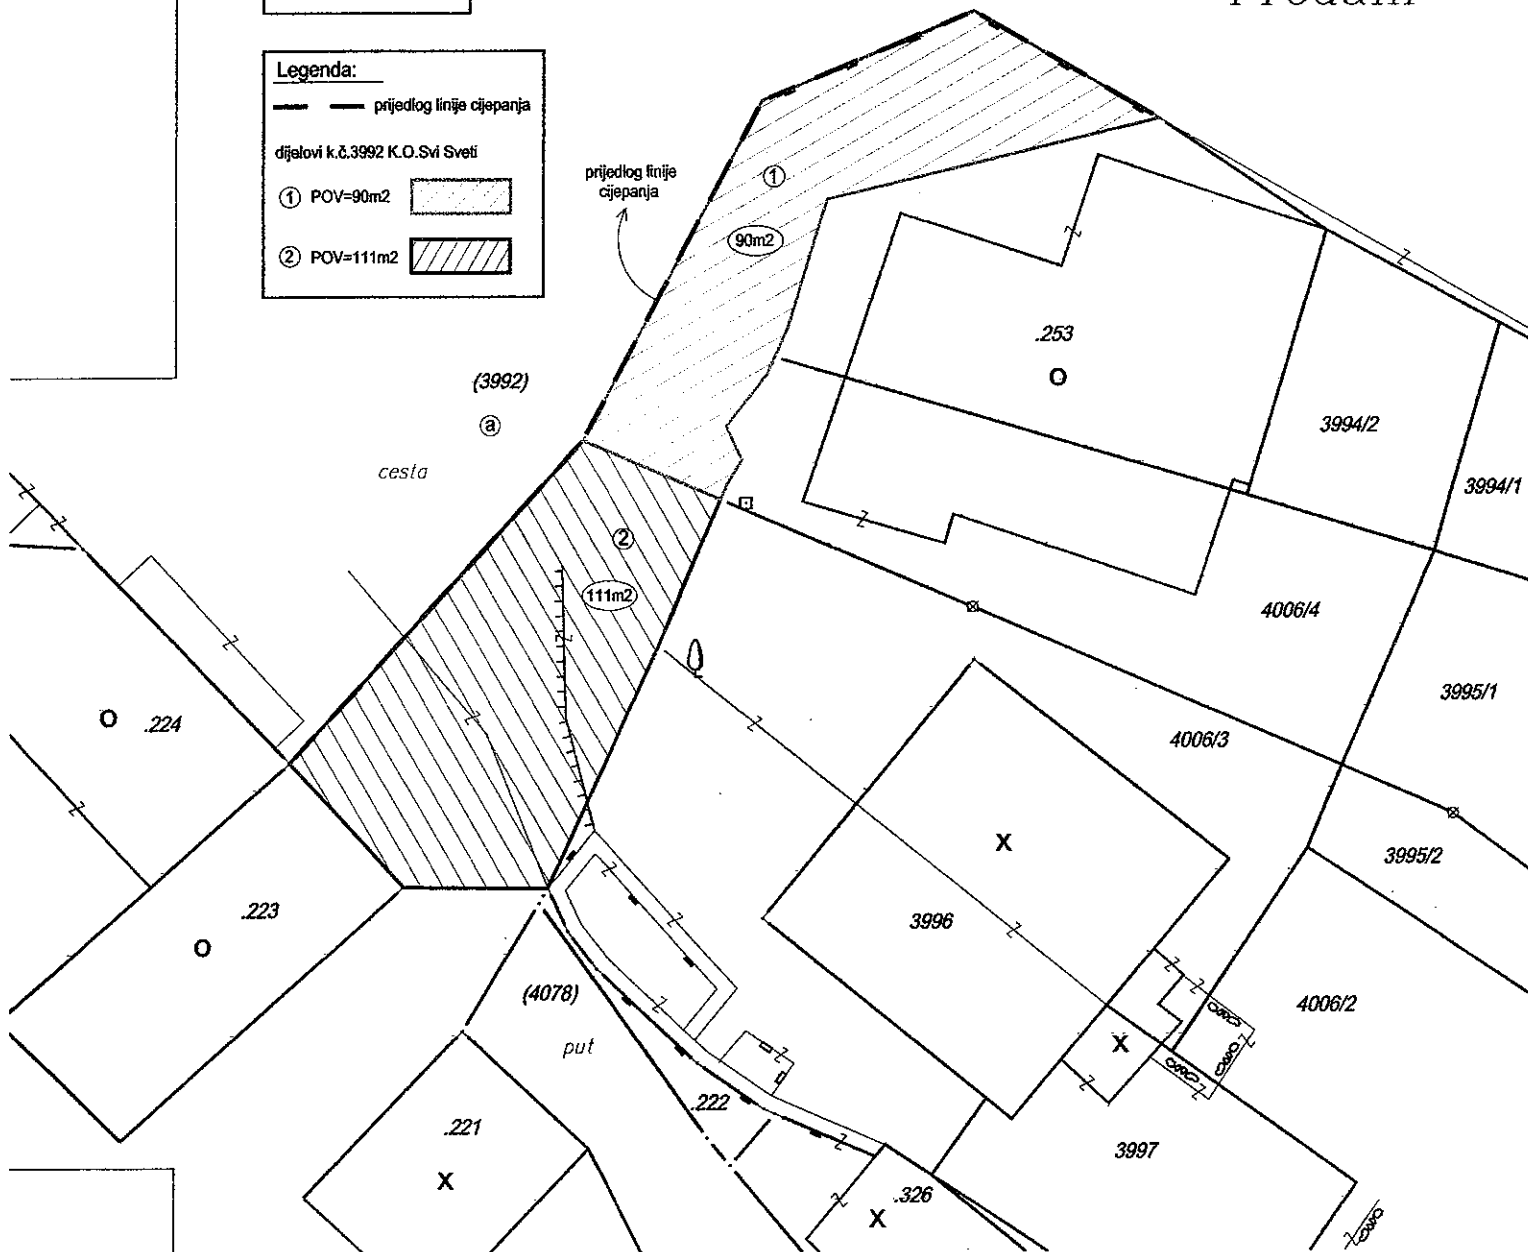 Legenda:
prijedlog linije cijepanja
dijelovi k.č.3992 K.O.Svi Sveti
1 POV=90m2
2 POV=111m2
prijedlog linije
cijepanja
1
90m2
.253
O
(3992)
a
cesta
3994/2
3994/1
2
111m2
4006/4
3995/1
O .224
4006/3
X
3995/2
.223
O
3996
(4078)
4006/2
put
X
.222
.221
X
3997
.326
X